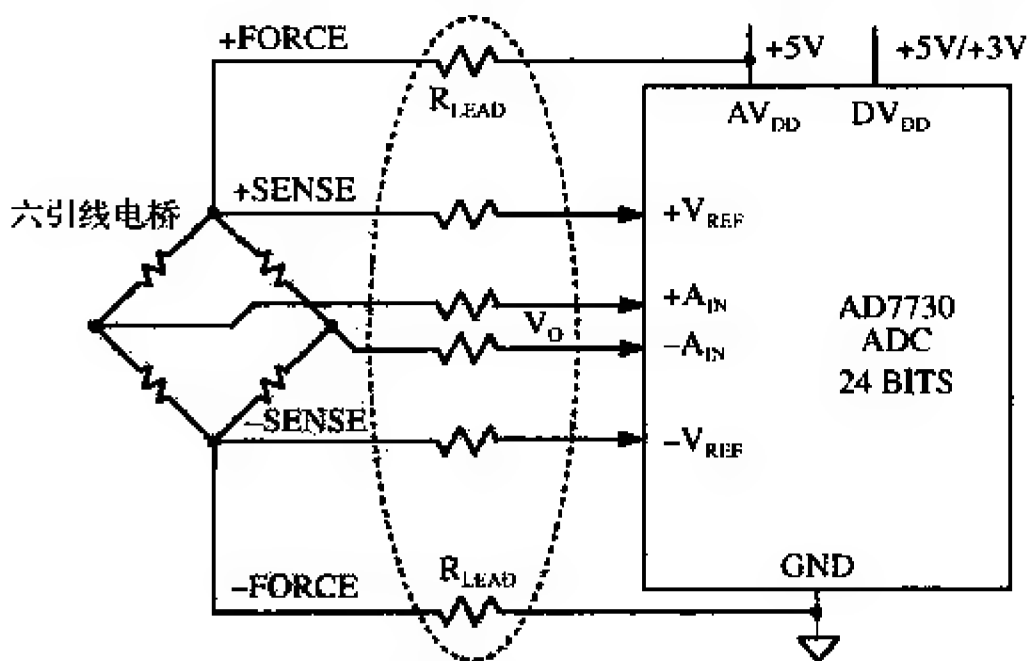 +FORCE
+5V
+5V/+3V
R_LEAD
AV_DD
DV_DD
+SENSE
六引线电桥
+V_REF
+A_IN
AD7730
V_O
ADC
-A_IN
24 BITS
-SENSE
-V_REF
GND
-FORCE
R_LEAD